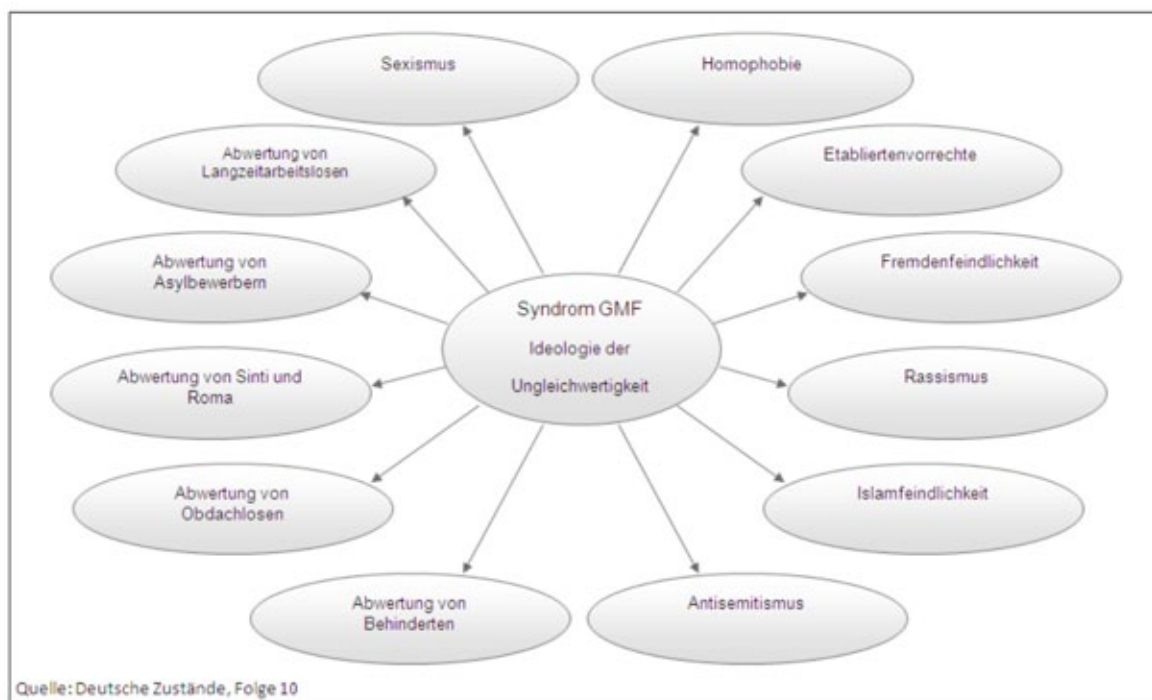 Sexismus
Homophobie
Abwertung von
Langzeitarbeitslosen
Etabliertenvorrechte
Abwertung von
Asylbewerbern
Fremdenfeindlichkeit
Syndrom GMF
Ideologie der
Ungleichwertigkeit
Abwertung von Sinti und
Roma
Rassismus
Abwertung von
Obdachlosen
Islamfeindlichkeit
Abwertung von
Behinderten
Antisemitismus
Quelle: Deutsche Zustände, Folge 10